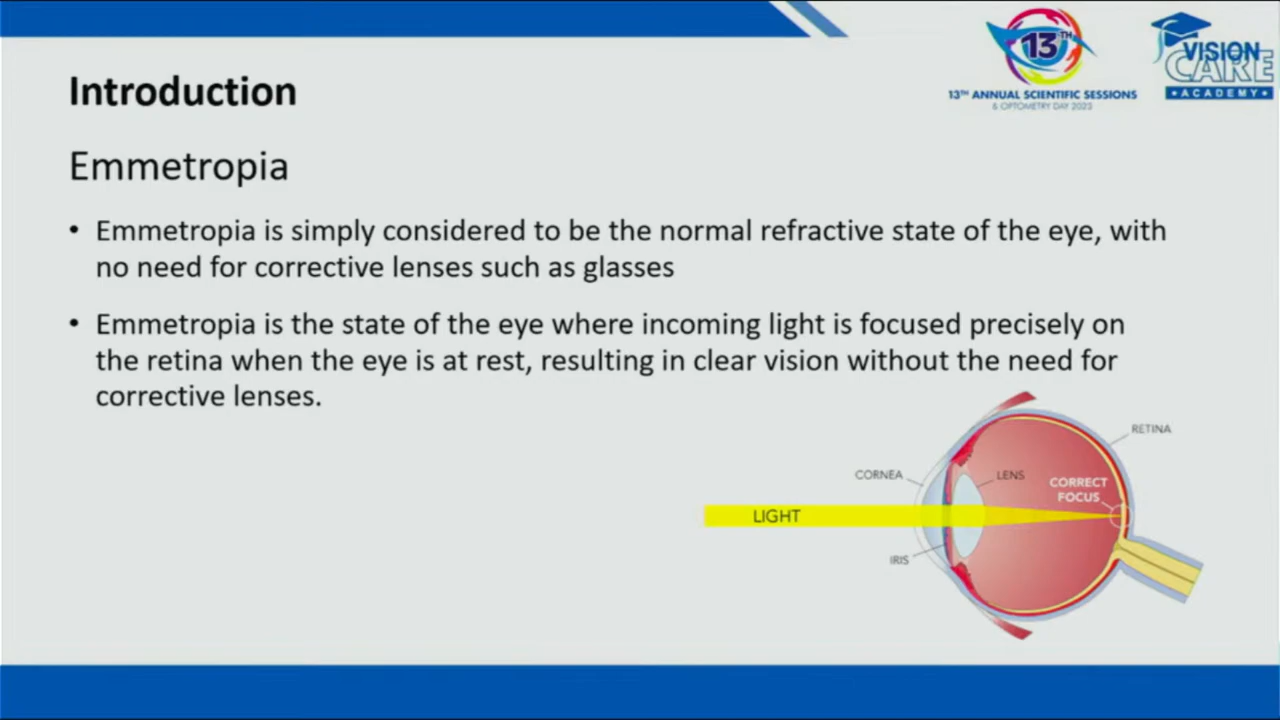 13TH
13TH ANNUAL SCIENTIFIC SESSIONS
& OPTOMETRY DAY 2023
VISION
CARE
• ACADEMY •
Introduction
Emmetropia
• Emmetropia is simply considered to be the normal refractive state of the eye, with
no need for corrective lenses such as glasses
• Emmetropia is the state of the eye where incoming light is focused precisely on
the retina when the eye is at rest, resulting in clear vision without the need for
corrective lenses.
RETINA
CORNEA
LENS
CORRECT
FOCUS
LIGHT
IRIS